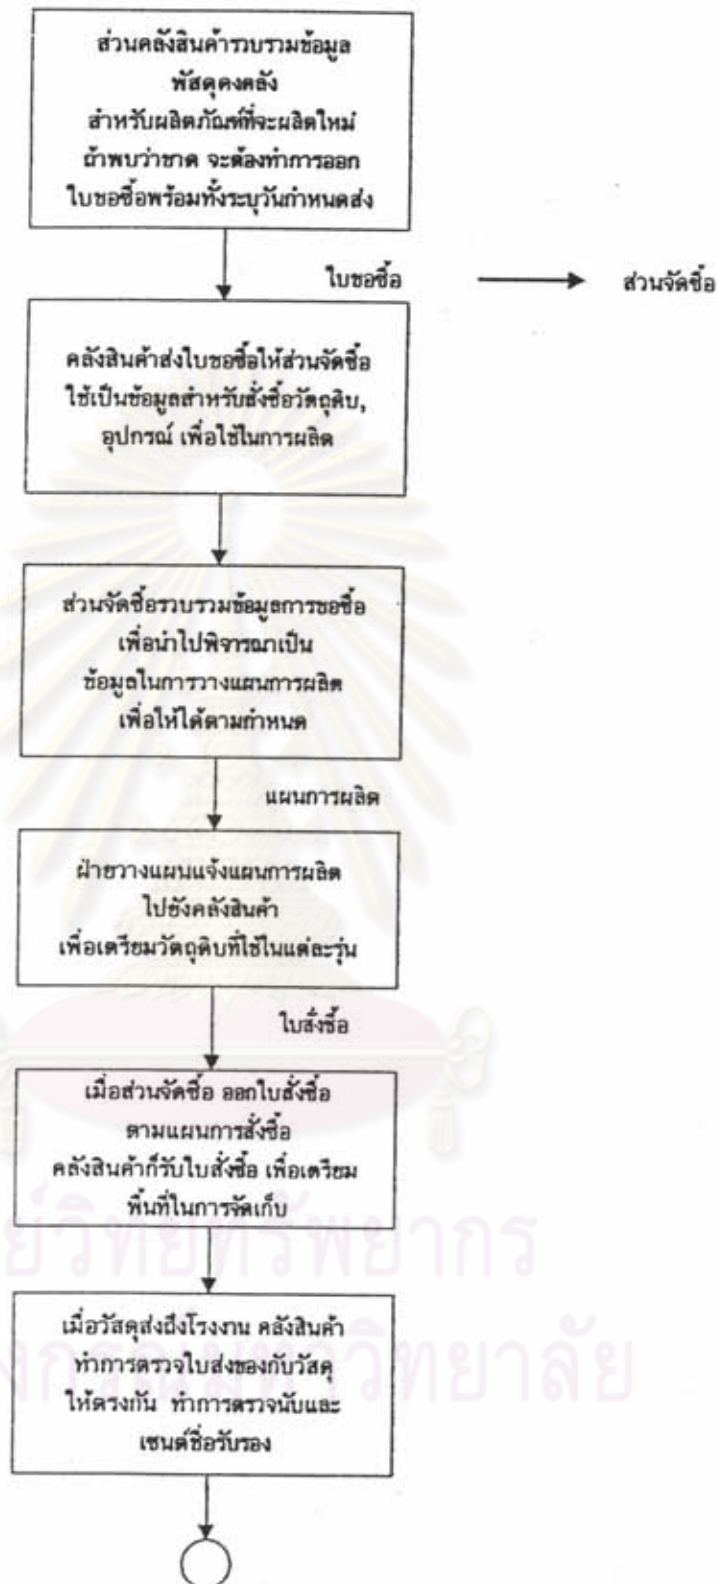 ส่วนคลังสินค้ารวบรวมข้อมูล
พัสดุคงคลัง
สำหรับผลิตภัณฑ์ที่จะผลิตใหม่
ถ้าพบว่าขาด จะต้องทำการออก
ใบขอซื้อพร้อมทั้งระบุวันกำหนดส่ง
ใบขอซื้อ
ส่วนจัดซื้อ
คลังสินค้าส่งใบขอซื้อให้ส่วนจัดซื้อ
ใช้เป็นข้อมูลสำหรับสั่งซื้อวัตถุดิบ,
อุปกรณ์ เพื่อใช้ในการผลิต
ส่วนจัดซื้อรวบรวมข้อมูลการขอซื้อ
เพื่อนำไปพิจารณาเป็น
ข้อมูลในการวางแผนการผลิต
เพื่อให้ได้ตามกำหนด
แผนการผลิต
ฝ่ายวางแผนแจ้งแผนการผลิต
ไปยังคลังสินค้า
เพื่อเตรียมวัตถุดิบที่ใช้ในแต่ละรุ่น
ใบสั่งซื้อ
เมื่อส่วนจัดซื้อ ออกใบสั่งซื้อ
ตามแผนการสั่งซื้อ
คลังสินค้าก็รับใบสั่งซื้อ เพื่อเตรียม
พื้นที่ในการจัดเก็บ
ย์วิทยทรัพยากร
เมื่อวัสดุส่งถึงโรงงาน คลังสินค้า
ทำการตรวจใบส่งของกับวัสดุ
ให้ตรงกัน ทำการตรวจนับและ
เซนต์ชื่อรับรอง
งกรณ์มหาวิทยาลัย